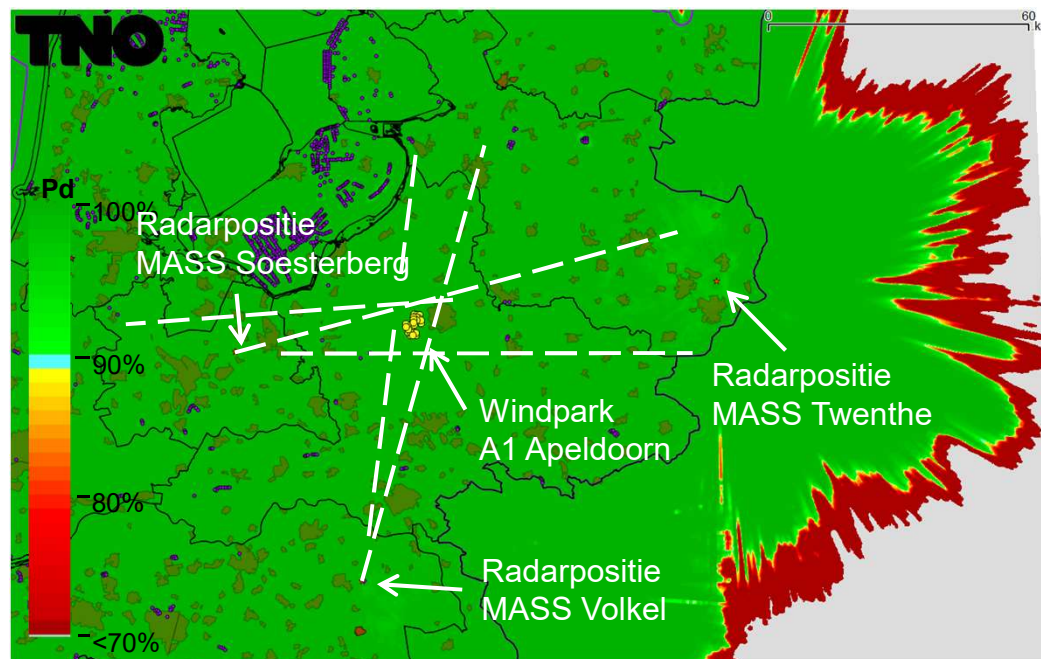 TNO
0
60
k
Pd
100%
90%
80%
<70%
Radarpositie
MASS Soesterberg
Radarpositie
MASS Twenthe
Windpark
A1 Apeldoorn
Radarpositie
MASS Volkel